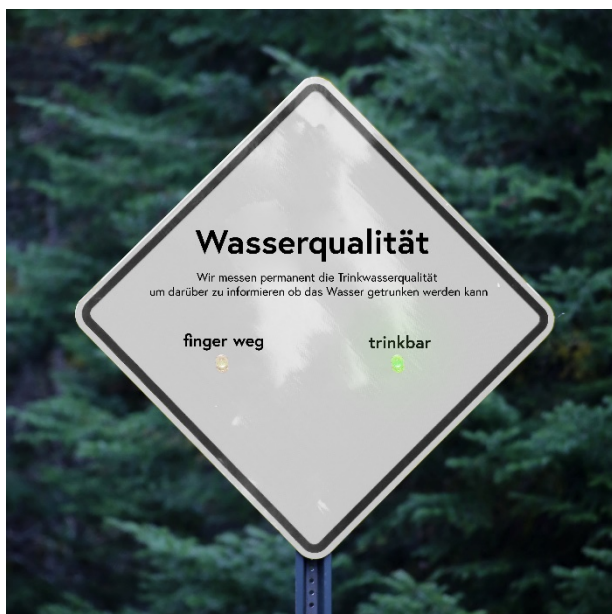 Wasserqualität
Wir messen permanent die Trinkwasserqualität
um darüber zu informieren ob das Wasser getrunken werden kann
finger weg
trinkbar